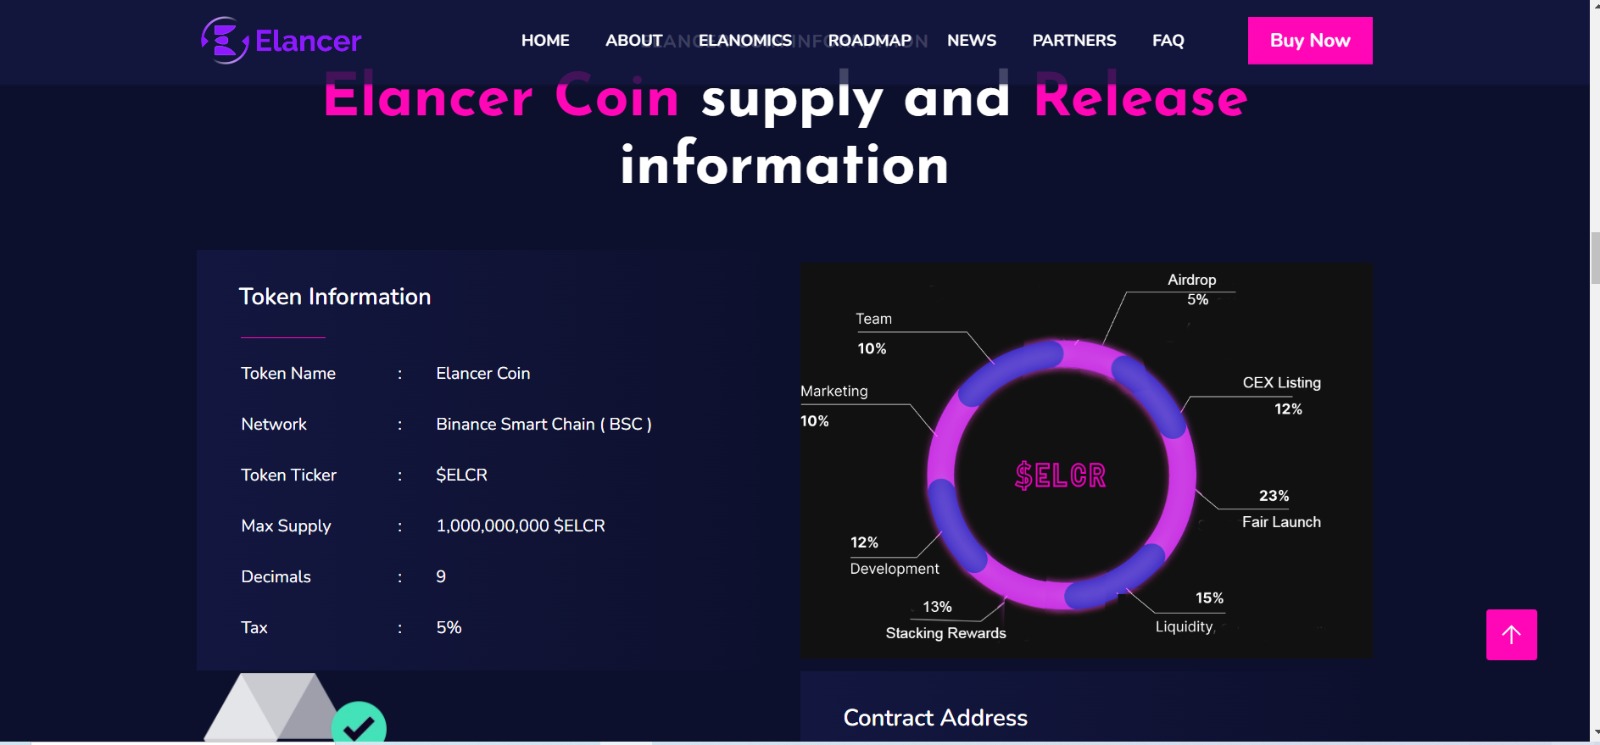 Elancer
HOME ABOUT ELANOMICS ROADMAP NEWS PARTNERS FAQ
Buy Now
ELANCER COIN INFORMATION
Elancer Coin supply and Release
information
Token Information
Token Name : Elancer Coin
Network : Binance Smart Chain ( BSC )
Token Ticker : $ELCR
Max Supply : 1,000,000,000 $ELCR
Decimals : 9
Tax : 5%
Airdrop
5%
Team
10%
CEX Listing
12%
Marketing
10%
$ELCR
23%
Fair Launch
12%
Development
15%
Liquidity
13%
Stacking Rewards
Contract Address